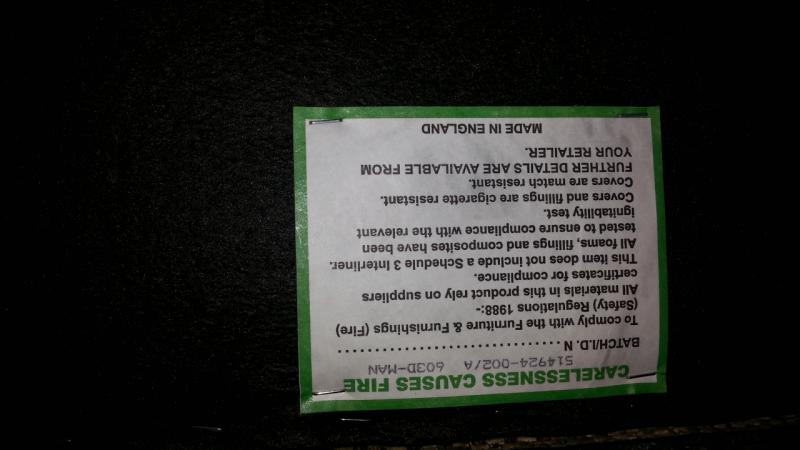 CARELESSNESS CAUSES FIRE
514924-002/A 603D-MAN
BATCH/I.D. N ................................
To comply with the Furniture & Furnishings (Fire)
(Safety) Regulations 1988:-
All materials in this product rely on suppliers
certificates for compliance.
This item does not include a Schedule 3 Interliner.
All foams, fillings and composites have been
tested to ensure compliance with the relevant
ignitability test.
Covers and fillings are cigarette resistant.
Covers are match resistant.
FURTHER DETAILS ARE AVAILABLE FROM
YOUR RETAILER.
MADE IN ENGLAND